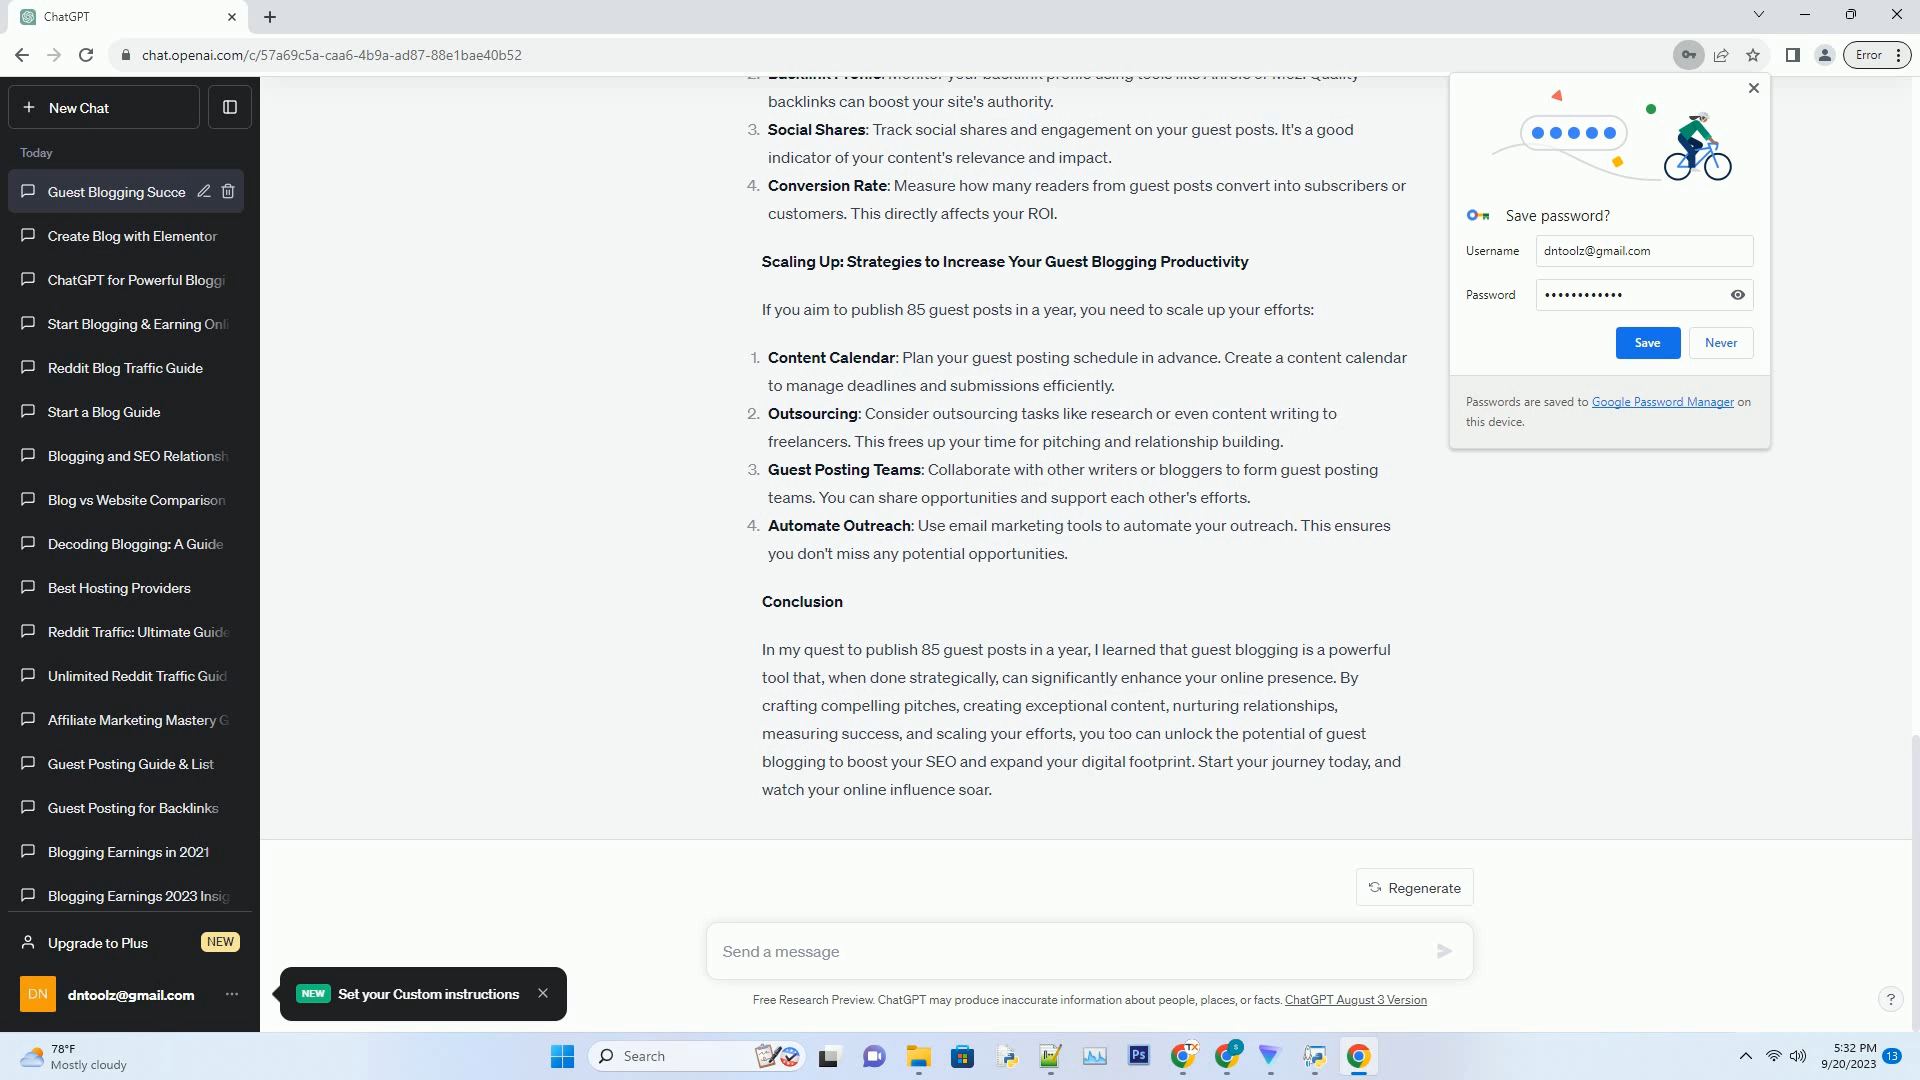 ChatGPT
chat.openai.com/c/57a69c5a-caa6-4b9a-ad87-88e1bae40b52
Error
New Chat
Today
Guest Blogging Succe
Create Blog with Elementor
ChatGPT for Powerful Bloggi
Start Blogging & Earning Onli
Reddit Blog Traffic Guide
Start a Blog Guide
Blogging and SEO Relationsh
Blog vs Website Comparison
Decoding Blogging: A Guide
Best Hosting Providers
Reddit Traffic: Ultimate Guide
Unlimited Reddit Traffic Guid
Affiliate Marketing Mastery G
Guest Posting Guide & List
Guest Posting for Backlinks
Blogging Earnings in 2021
Blogging Earnings 2023 Insig
Upgrade to Plus NEW
DN dntoolz@gmail.com
2. Backlink Profile: Monitor your backlink profile using tools like Ahrefs or Moz. Quality
backlinks can boost your site's authority.
3. Social Shares: Track social shares and engagement on your guest posts. It's a good
indicator of your content's relevance and impact.
4. Conversion Rate: Measure how many readers from guest posts convert into subscribers or
customers. This directly affects your ROI.
Scaling Up: Strategies to Increase Your Guest Blogging Productivity
If you aim to publish 85 guest posts in a year, you need to scale up your efforts:
1. Content Calendar: Plan your guest posting schedule in advance. Create a content calendar
to manage deadlines and submissions efficiently.
2. Outsourcing: Consider outsourcing tasks like research or even content writing to
freelancers. This frees up your time for pitching and relationship building.
3. Guest Posting Teams: Collaborate with other writers or bloggers to form guest posting
teams. You can share opportunities and support each other's efforts.
4. Automate Outreach: Use email marketing tools to automate your outreach. This ensures
you don't miss any potential opportunities.
Conclusion
In my quest to publish 85 guest posts in a year, I learned that guest blogging is a powerful
tool that, when done strategically, can significantly enhance your online presence. By
crafting compelling pitches, creating exceptional content, nurturing relationships,
measuring success, and scaling your efforts, you too can unlock the potential of guest
blogging to boost your SEO and expand your digital footprint. Start your journey today, and
watch your online influence soar.
Save password?
Username dntoolz@gmail.com
Password ••••••••••••
Save Never
Passwords are saved to Google Password Manager on
this device.
Regenerate
Send a message
NEW Set your Custom instructions
Free Research Preview. ChatGPT may produce inaccurate information about people, places, or facts. ChatGPT August 3 Version
?
78°F
Mostly cloudy
Search
Ps
TX
S
5:32 PM
9/20/2023
13